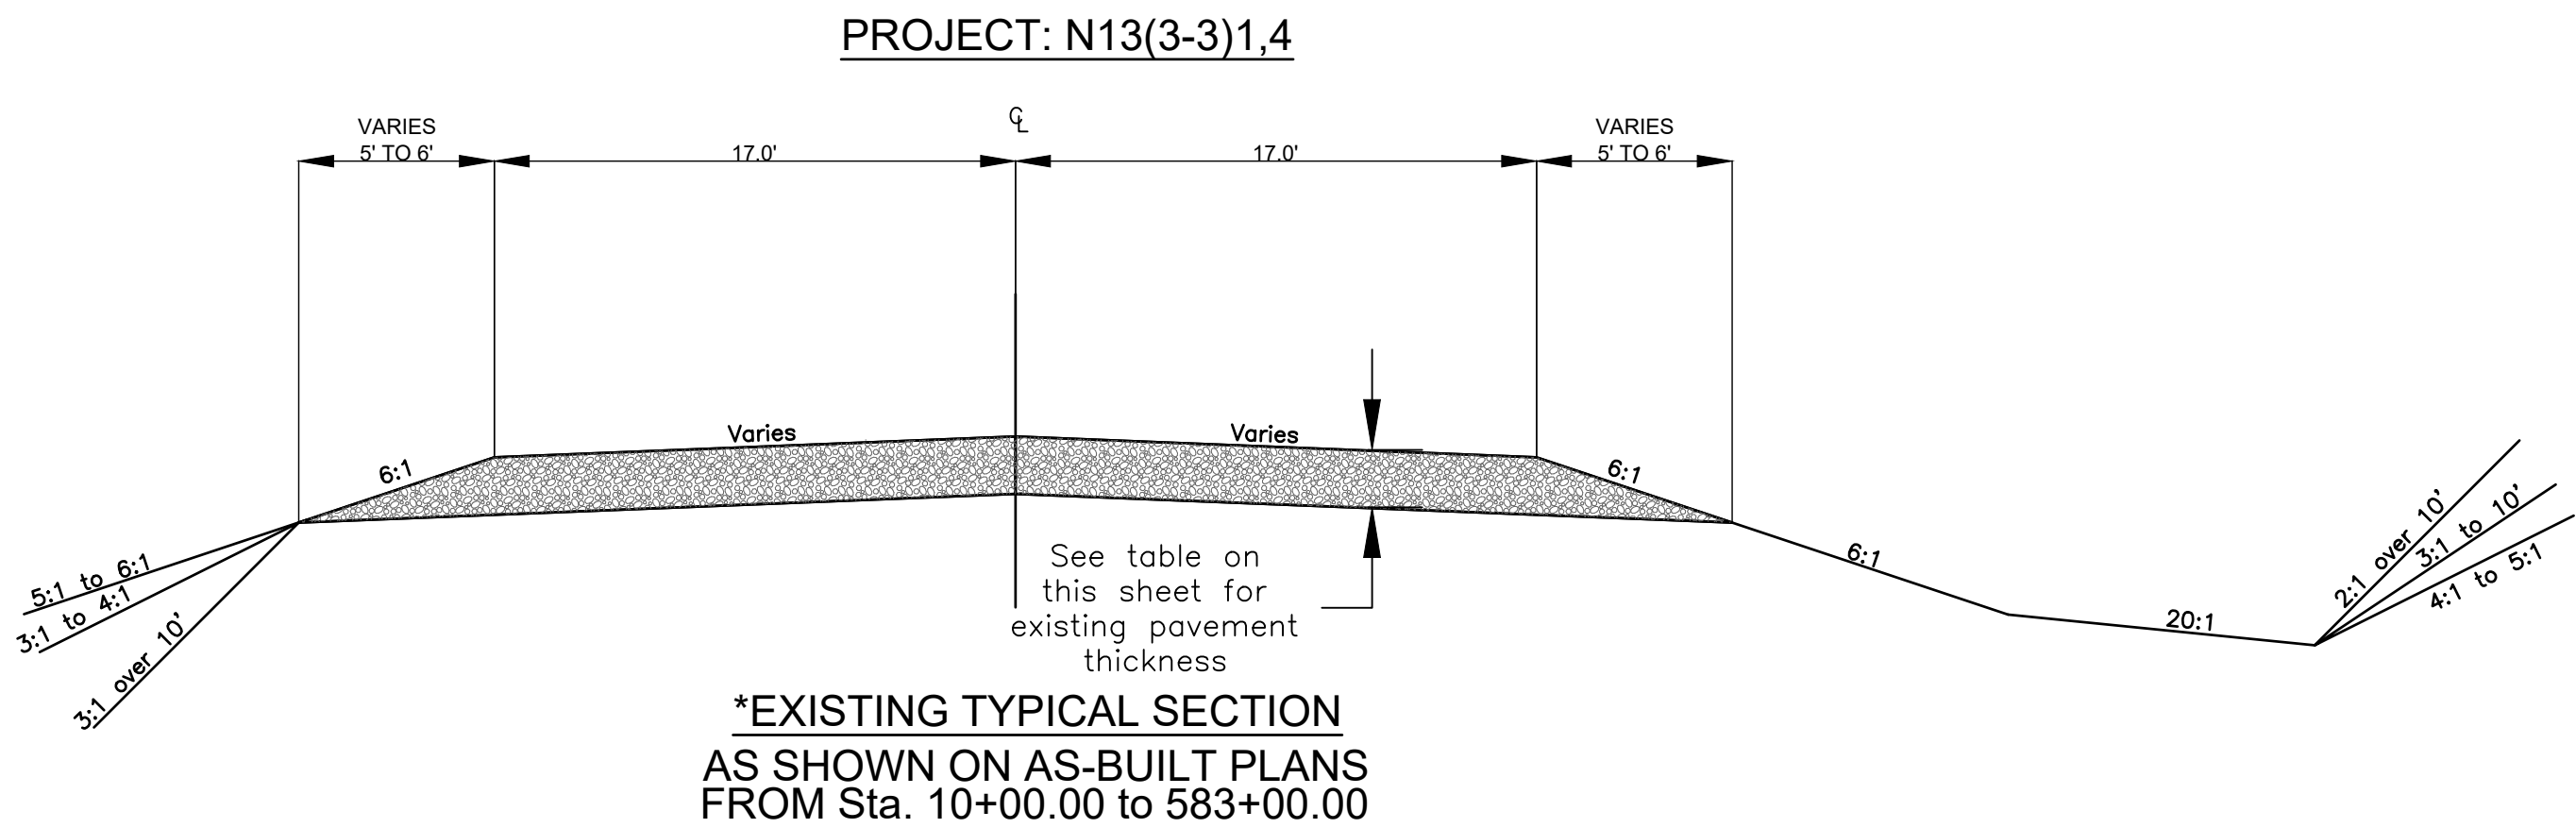 PROJECT: N13(3-3)1,4
℄
VARIES
5' TO 6'
17.0'
17.0'
VARIES
5' TO 6'
6:1
Varies
Varies
6:1
5:1 to 6:1
3:1 to 4:1
3:1 over 10'
See table on
this sheet for
existing pavement
thickness
6:1
20:1
2:1 over 10'
3:1 to 10'
4:1 to 5:1
*EXISTING TYPICAL SECTION
AS SHOWN ON AS-BUILT PLANS
FROM Sta. 10+00.00 to 583+00.00